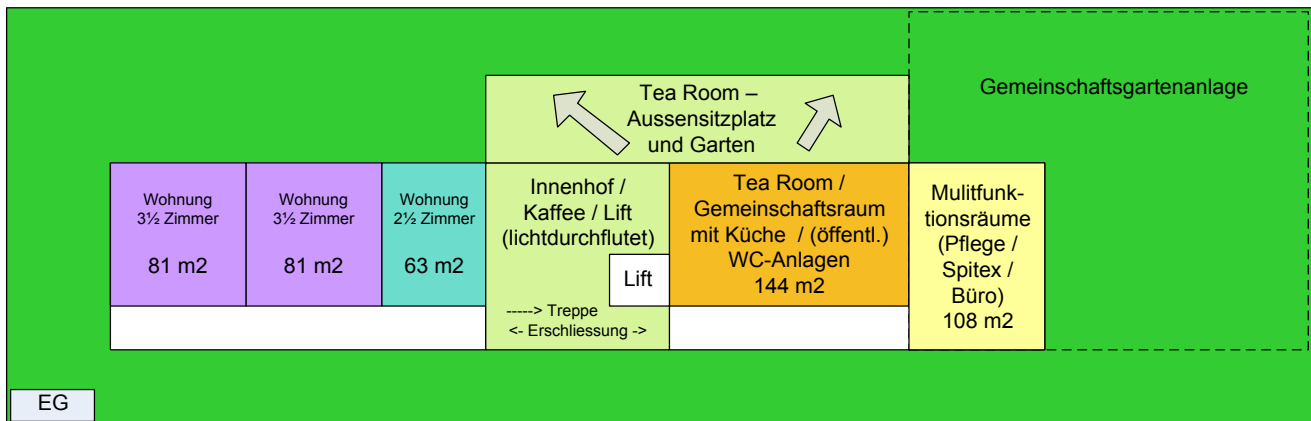 Gemeinschaftsgartenanlage
Tea Room –
Aussensitzplatz
und Garten
Wohnung
3½ Zimmer
81 m2
Wohnung
3½ Zimmer
81 m2
Wohnung
2½ Zimmer
63 m2
Innenhof /
Kaffee / Lift
(lichtdurchflutet)
Lift
-----> Treppe
<- Erschliessung ->
Tea Room /
Gemeinschaftsraum
mit Küche / (öffentl.)
WC-Anlagen
144 m2
Mulitfunk-
tionsräume
(Pflege /
Spitex /
Büro)
108 m2
EG